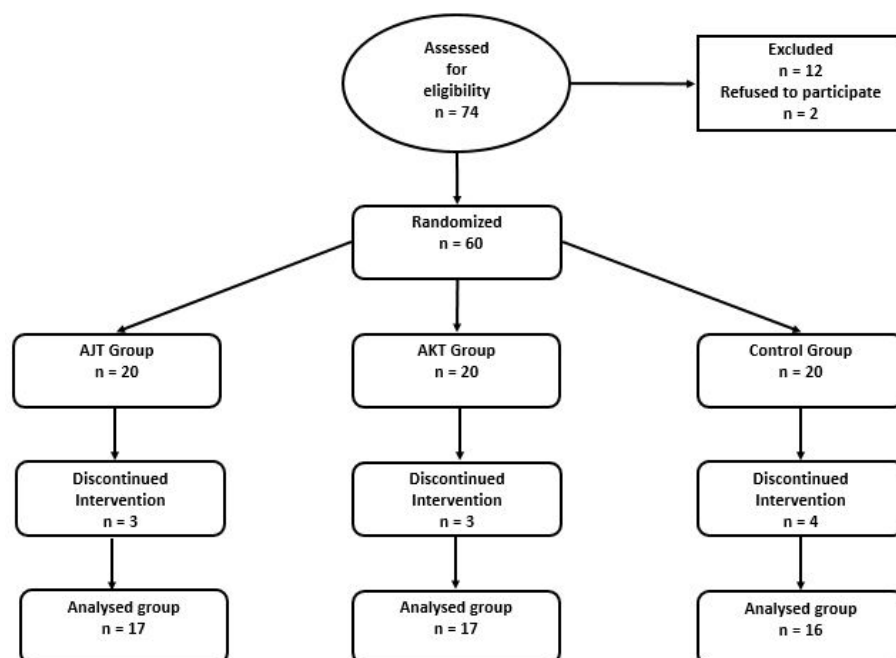 Assessed
for
eligibility
n = 74
Excluded
n = 12
Refused to participate
n = 2
Randomized
n = 60
AJT Group
n = 20
AKT Group
n = 20
Control Group
n = 20
Discontinued
Intervention
n = 3
Discontinued
Intervention
n = 3
Discontinued
Intervention
n = 4
Analysed group
n = 17
Analysed group
n = 17
Analysed group
n = 16